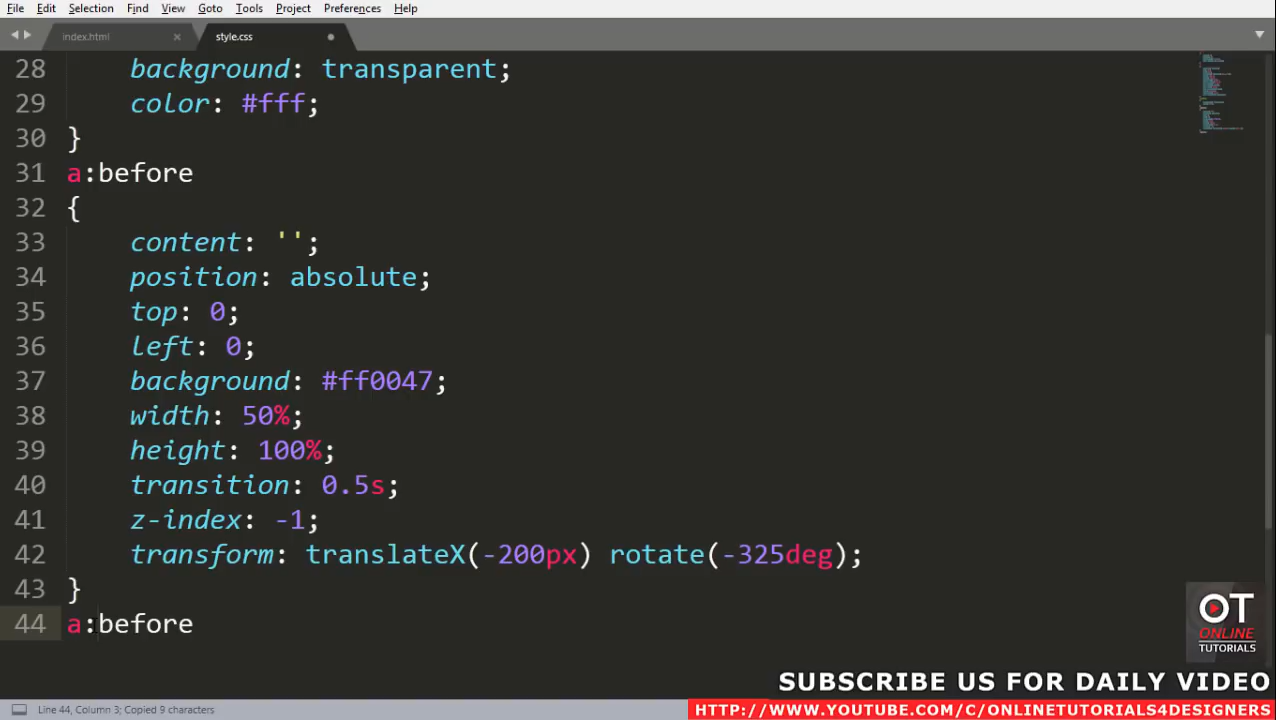 File Edit Selection Find View Goto Tools Project Preferences Help
index.html × style.css
28 background: transparent;
29 color: #fff;
30 }
31 a:before
32 {
33 content: '';
34 position: absolute;
35 top: 0;
36 left: 0;
37 background: #ff0047;
38 width: 50%;
39 height: 100%;
40 transition: 0.5s;
41 z-index: -1;
42 transform: translateX(-200px) rotate(-325deg);
43 }
44 a:before
OT
ONLINE
TUTORIALS
SUBSCRIBE US FOR DAILY VIDEO
Line 44, Column 3; Copied 9 characters
HTTP://WWW.YOUTUBE.COM/C/ONLINETUTORIALS4DESIGNERS